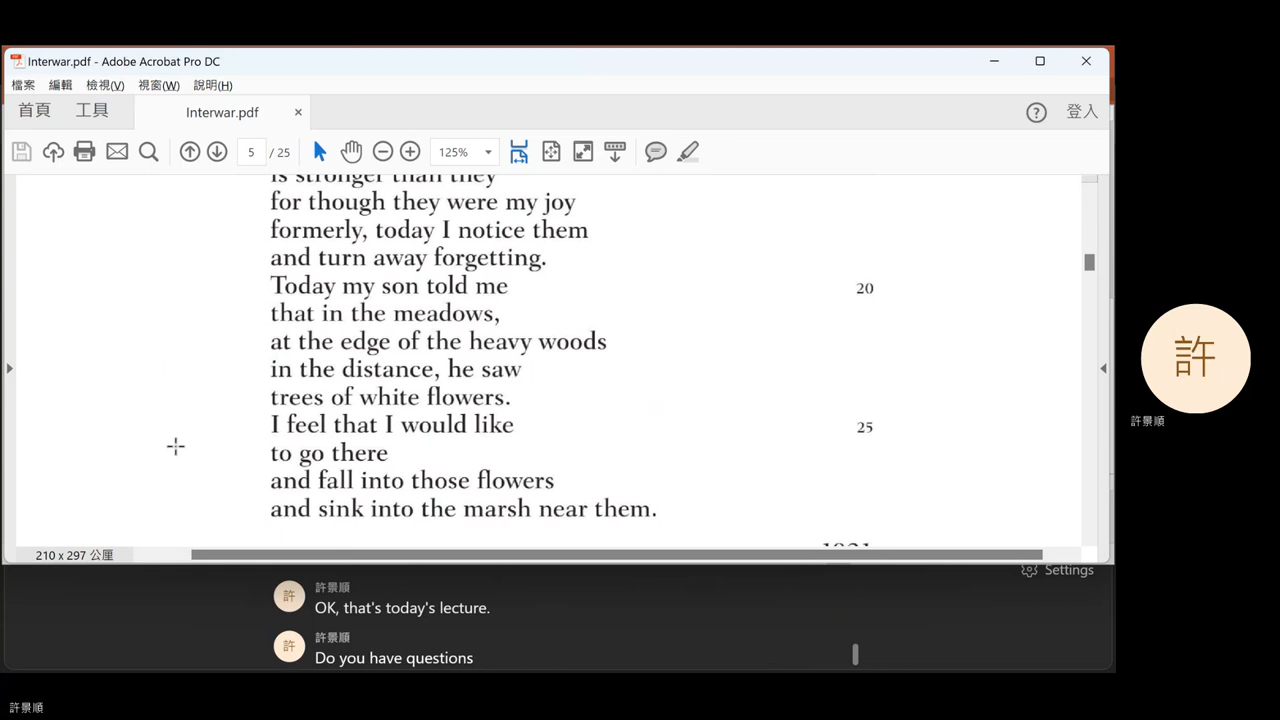 Interwar.pdf - Adobe Acrobat Pro DC
檔案 編輯 檢視(V) 視窗(W) 說明(H)
首頁 工具 Interwar.pdf × 登入
5 / 25 125%
is stronger than they
for though they were my joy
formerly, today I notice them
and turn away forgetting.
Today my son told me 20
that in the meadows,
at the edge of the heavy woods
in the distance, he saw
trees of white flowers.
I feel that I would like 25
to go there
and fall into those flowers
and sink into the marsh near them.
1921
210 x 297 公厘
Settings
許 許景順
OK, that's today's lecture.
許 許景順
Do you have questions
許
許景順
許景順